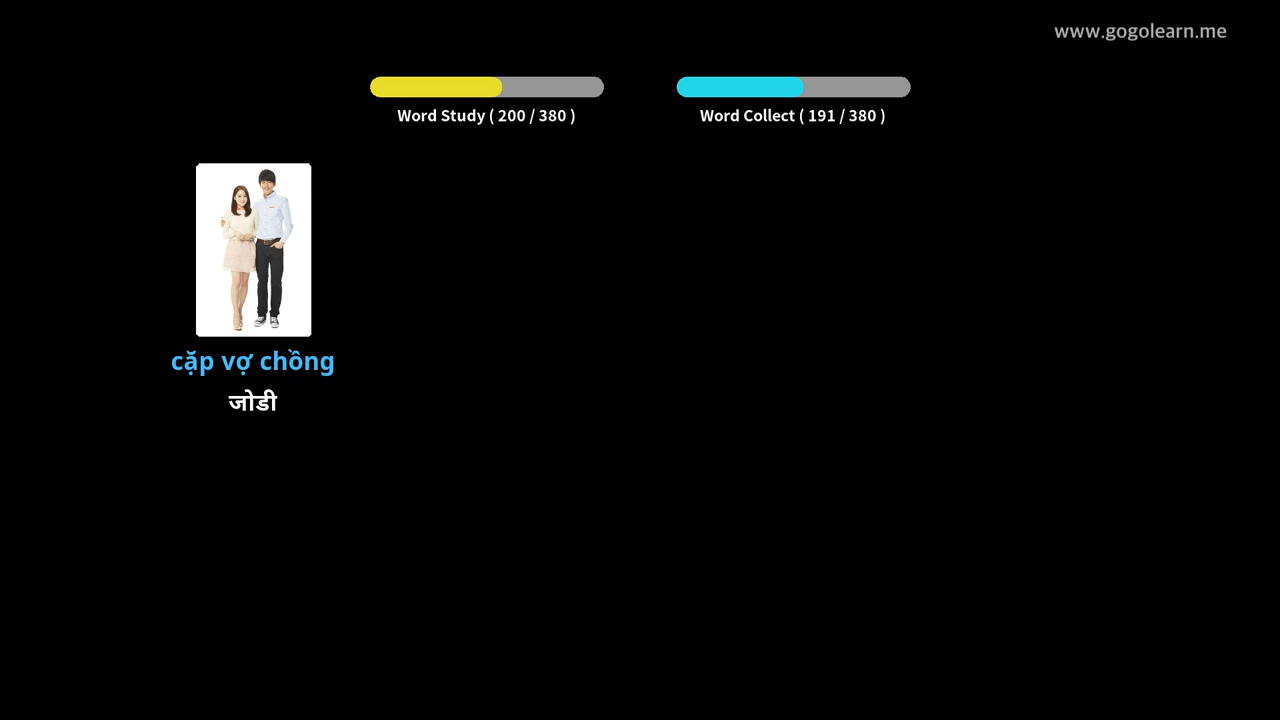 www.gogolearn.me
Word Study ( 200 / 380 )
Word Collect ( 191 / 380 )
cặp vợ chồng
जोडी